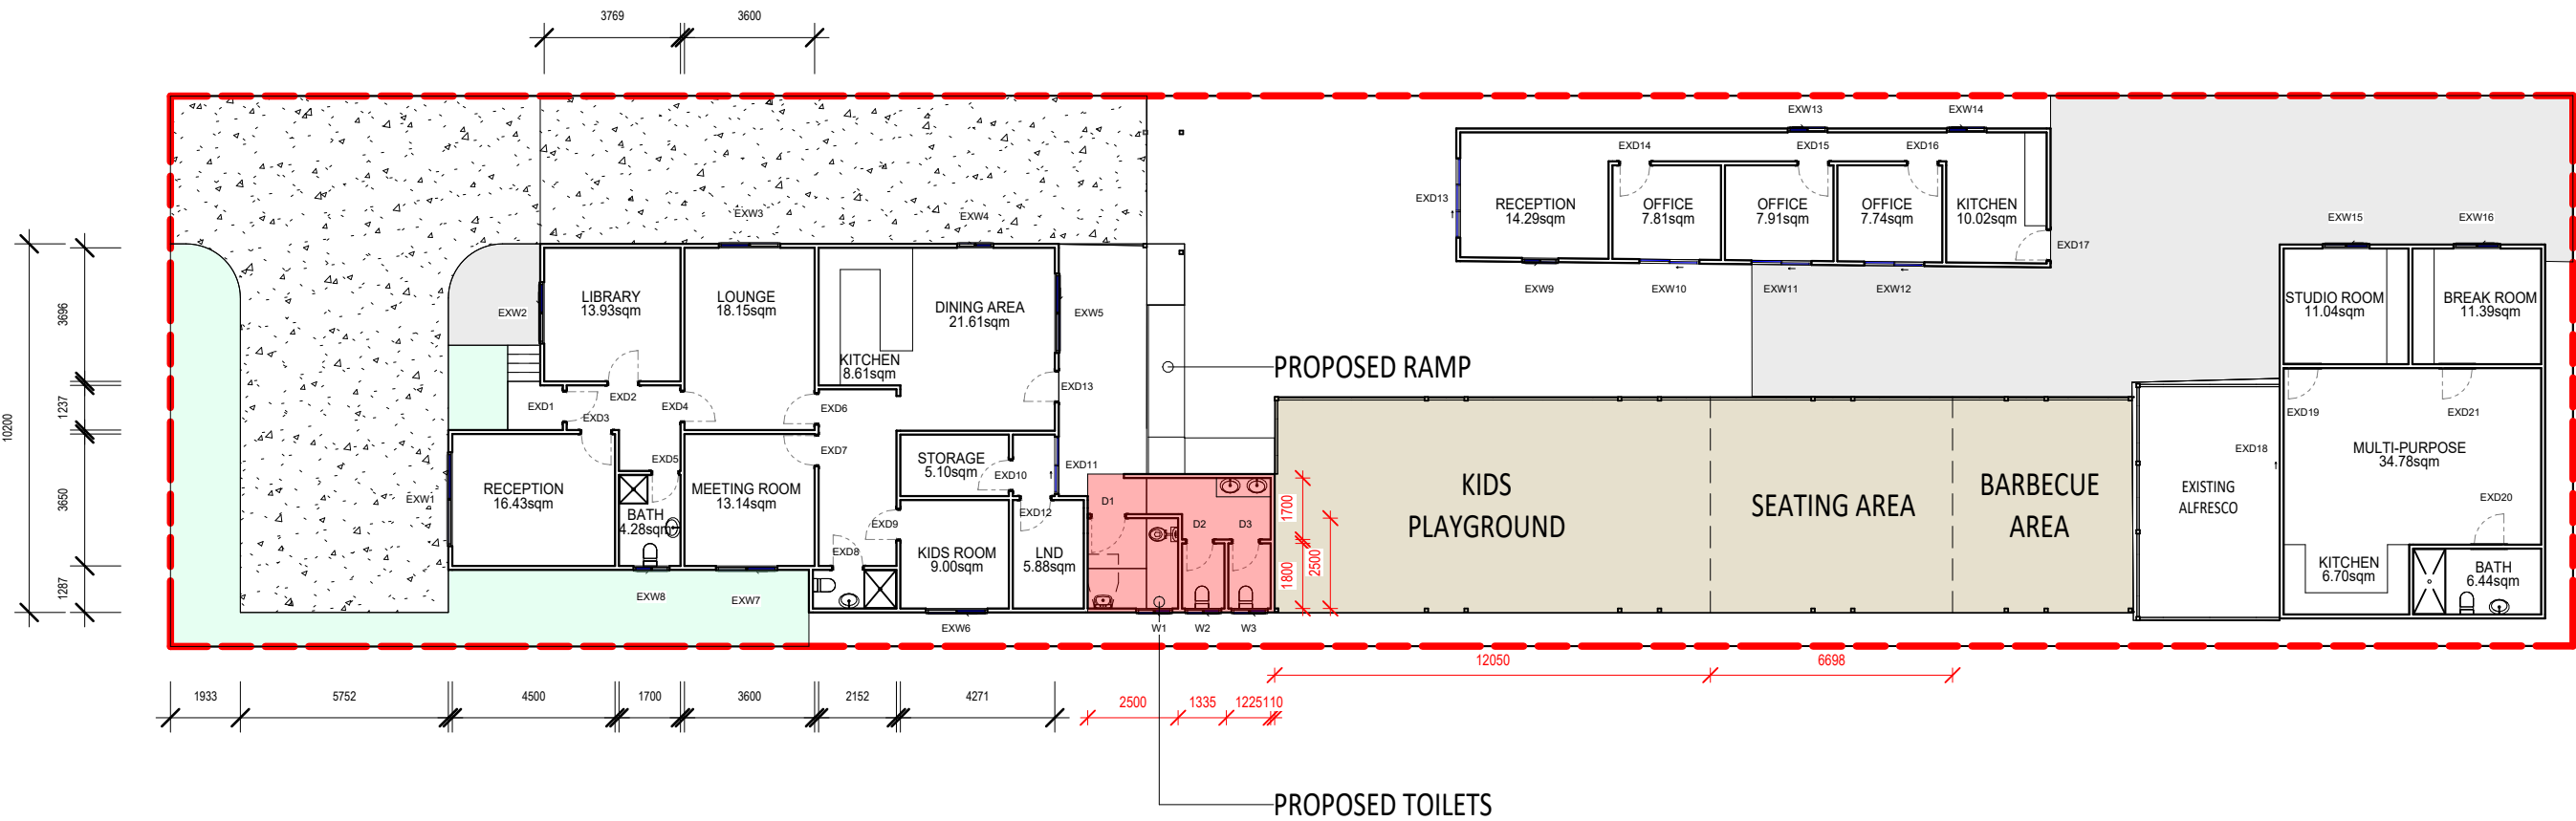 3769
3600
EXW13
EXW14
EXD14
EXD15
EXD16
EXD13
RECEPTION
14.29sqm
OFFICE
7.81sqm
OFFICE
7.91sqm
OFFICE
7.74sqm
KITCHEN
10.02sqm
EXW3
EXW4
EXW15
EXW16
EXD17
EXW9
EXW10
EXW11
EXW12
LIBRARY
13.93sqm
LOUNGE
18.15sqm
DINING AREA
21.61sqm
EXW2
EXW5
STUDIO ROOM
11.04sqm
BREAK ROOM
11.39sqm
3696
KITCHEN
8.61sqm
PROPOSED RAMP
EXD13
1237
10200
EXD1
EXD2
EXD3
EXD4
EXD6
EXD19
EXD21
EXD7
EXD5
STORAGE
5.10sqm
EXD10
EXD11
EXD18
MULTI-PURPOSE
34.78sqm
EXW1
RECEPTION
16.43sqm
MEETING ROOM
13.14sqm
3650
BATH
4.28sqm
D1
1700
KIDS
PLAYGROUND
SEATING AREA
BARBECUE
AREA
EXISTING
ALFRESCO
EXD20
EXD12
EXD9
D2
D3
EXD8
KIDS ROOM
9.00sqm
LND
5.88sqm
2500
1800
KITCHEN
6.70sqm
BATH
6.44sqm
1287
EXW8
EXW7
EXW6
W1
W2
W3
12050
6698
1933
5752
4500
1700
3600
2152
4271
2500
1335
1225
110
PROPOSED TOILETS